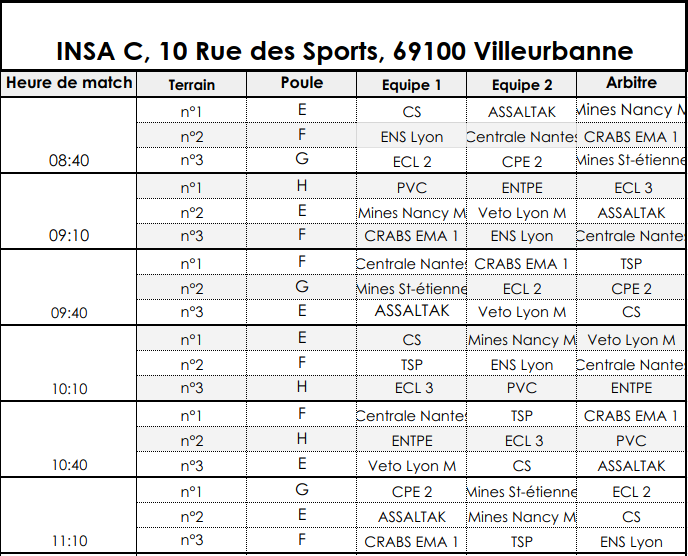 INSA C, 10 Rue des Sports, 69100 Villeurbanne
Heure de match Terrain Poule Equipe 1 Equipe 2 Arbitre
n°1 E CS ASSALTAK Mines Nancy M
n°2 F ENS Lyon Centrale Nantes CRABS EMA 1
08:40 n°3 G ECL 2 CPE 2 Mines St-étienne
n°1 H PVC ENTPE ECL 3
n°2 E Mines Nancy M Veto Lyon M ASSALTAK
09:10 n°3 F CRABS EMA 1 ENS Lyon Centrale Nantes
n°1 F Centrale Nantes CRABS EMA 1 TSP
n°2 G Mines St-étienne ECL 2 CPE 2
09:40 n°3 E ASSALTAK Veto Lyon M CS
n°1 E CS Mines Nancy M Veto Lyon M
n°2 F TSP ENS Lyon Centrale Nantes
10:10 n°3 H ECL 3 PVC ENTPE
n°1 F Centrale Nantes TSP CRABS EMA 1
n°2 H ENTPE ECL 3 PVC
10:40 n°3 E Veto Lyon M CS ASSALTAK
n°1 G CPE 2 Mines St-étienne ECL 2
n°2 E ASSALTAK Mines Nancy M CS
11:10 n°3 F CRABS EMA 1 TSP ENS Lyon